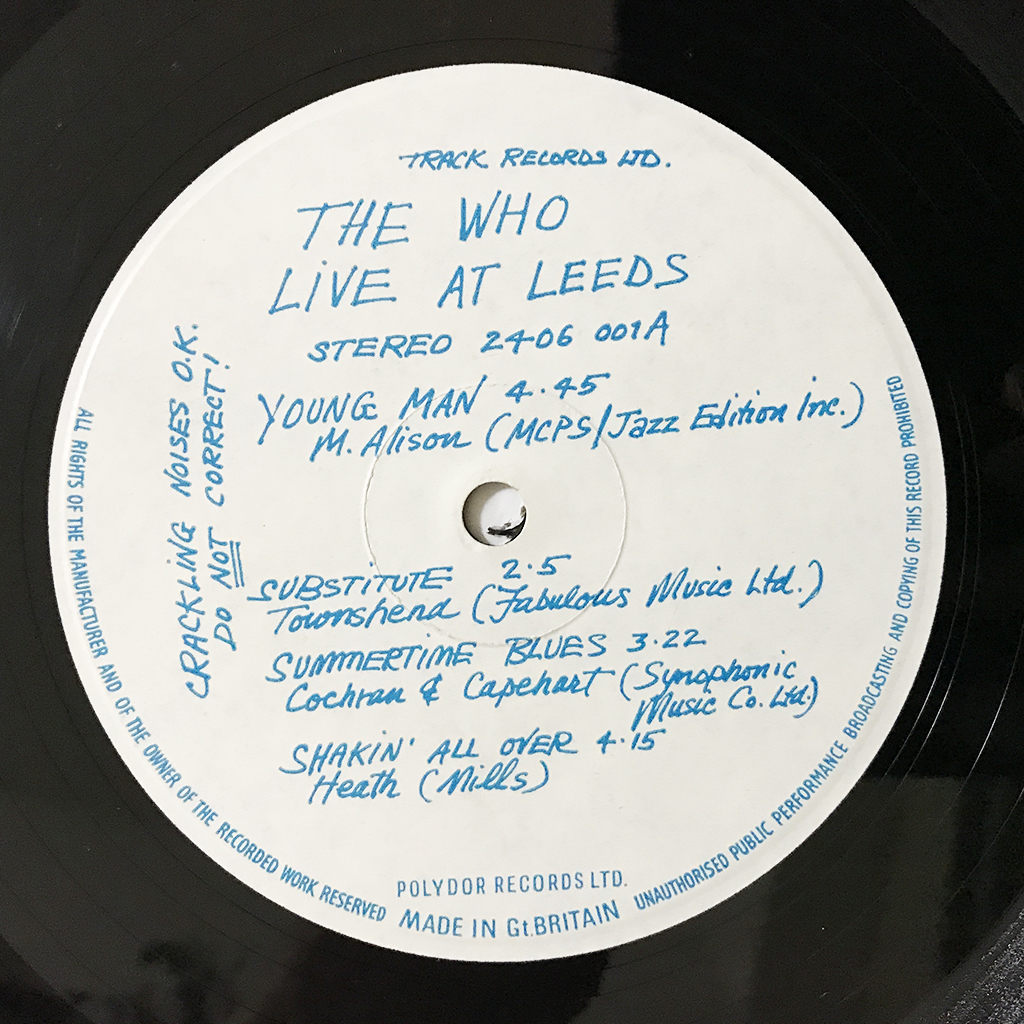 TRACK RECORDS LTD.
THE WHO
LiVE AT LEEDS
STEREO 2406 001A
CRACKLING NOISES O.K.
DO NOT CORRECT!
YOUNG MAN 4.45
M. Alison (MCPS/Jazz Edition Inc.)
SUBSTITUTE 2.5
Townshend (Fabulous Music Ltd.)
SUMMERTIME BLUES 3.22
Cochran & Capehart (Symophonic
Music Co. Ltd.)
SHAKIN' ALL OVER 4.15
Heath (Mills)
POLYDOR RECORDS LTD.
ALL RIGHTS OF THE MANUFACTURER AND OF THE OWNER OF THE RECORDED WORK RESERVED MADE IN Gt.BRITAIN UNAUTHORISED PUBLIC PERFORMANCE BROADCASTING AND COPYING OF THIS RECORD PROHIBITED